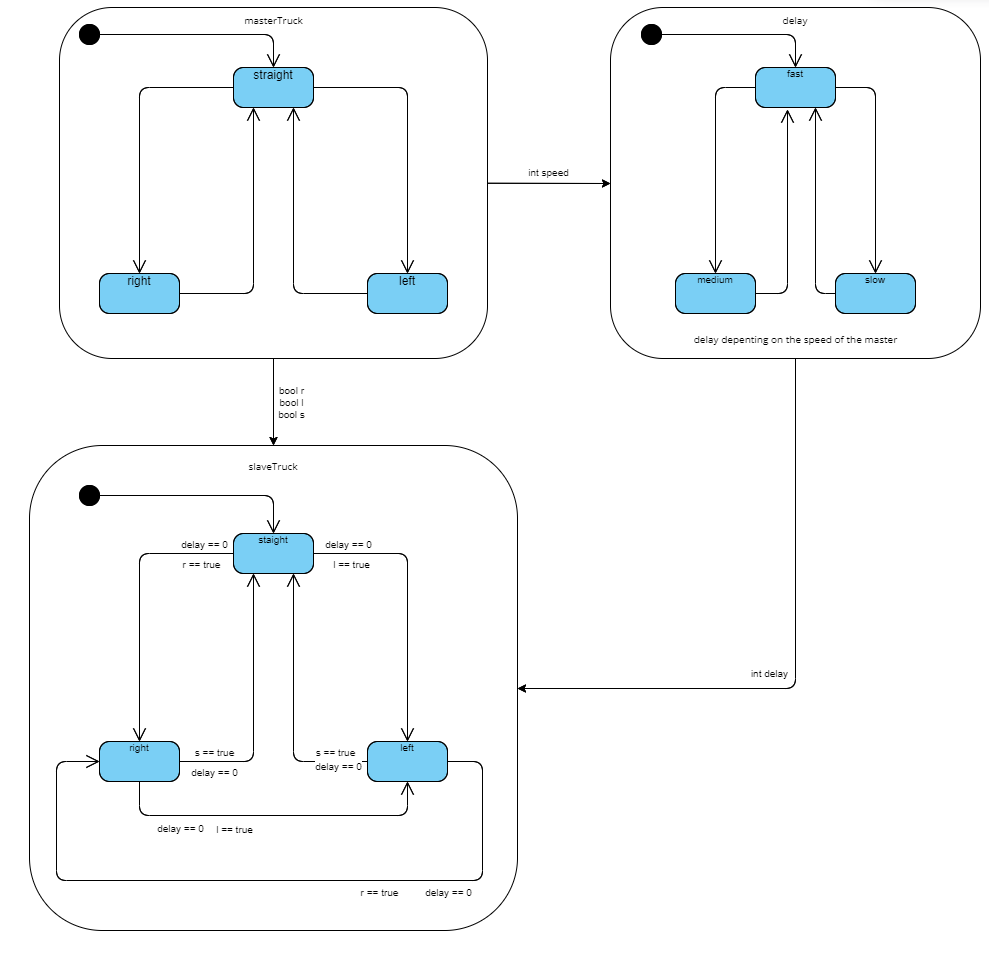 masterTruck
straight
right
left
int speed
delay
fast
medium
slow
delay depenting on the speed of the master
bool r
bool l
bool s
slaveTruck
delay == 0
r == true
staight
delay == 0
l == true
right
s == true
delay == 0
s == true
delay == 0
left
delay == 0 l == true
r == true delay == 0
int delay